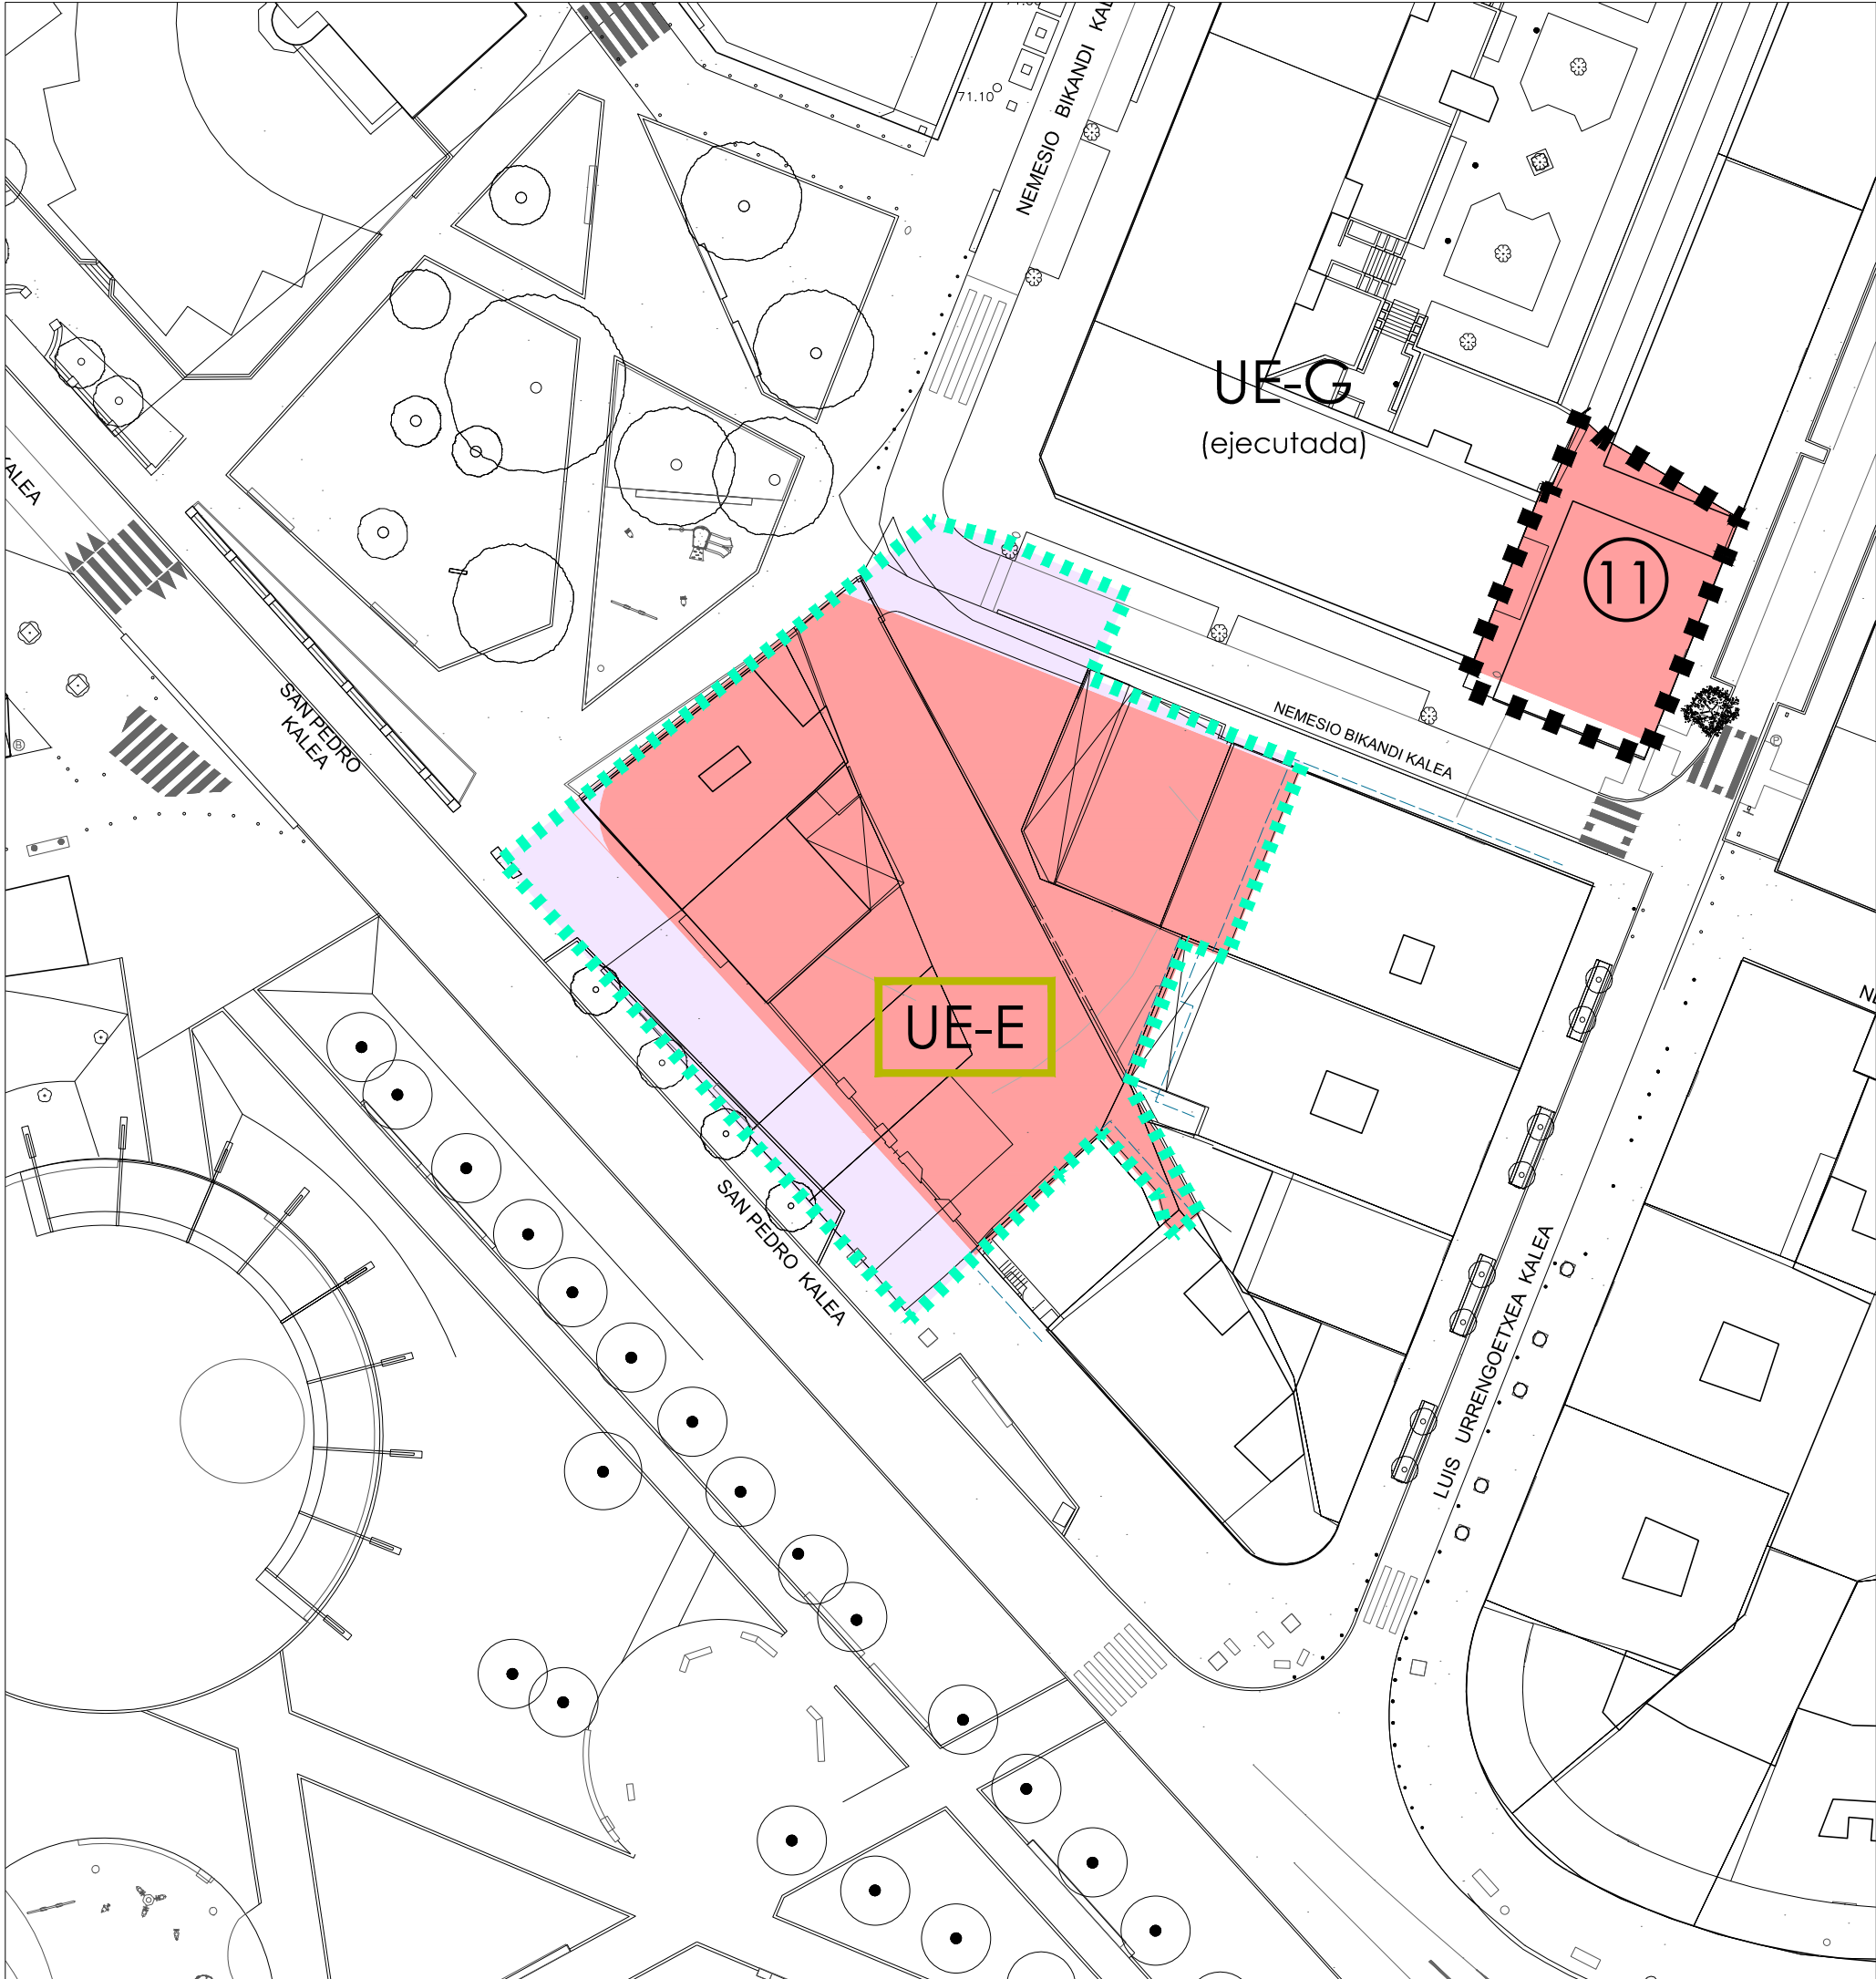 NEMESIO BIKANDI
71.10
UE-G
(ejecutada)
11
KALEA
SAN PEDRO
KALEA
NEMESIO BIKANDI KALEA
UE-E
SAN PEDRO KALEA
LUIS URRENGOETXEA KALEA